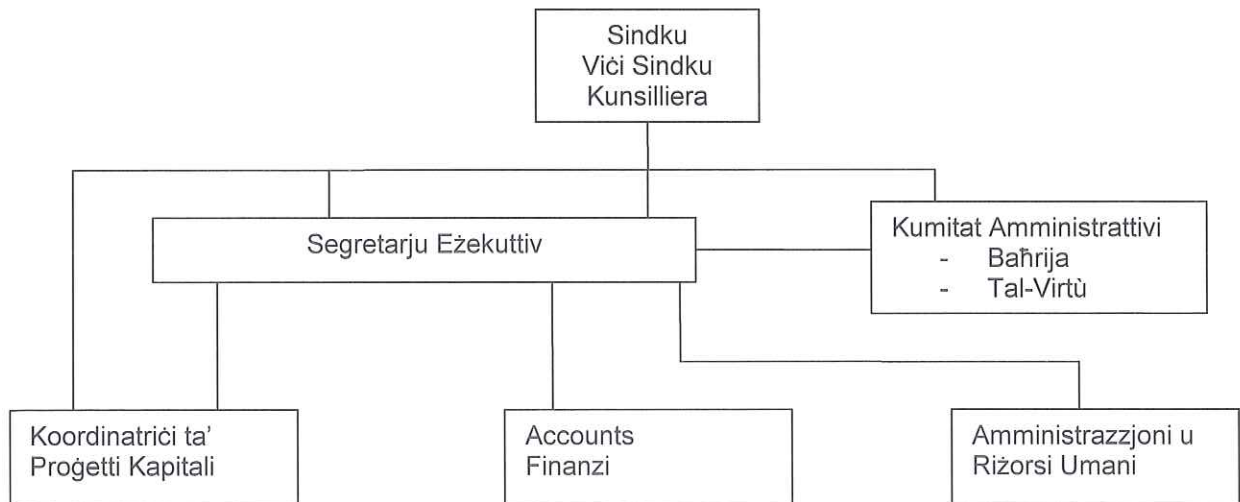 Sindku
Viċi Sindku
Kunsilliera
Segretarju Eżekuttiv
Kumitat Amministrattivi
- Baħrija
- Tal-Virtù
Koordinatriċi ta'
Proġetti Kapitali
Accounts
Finanzi
Amministrazzjoni u
Riżorsi Umani